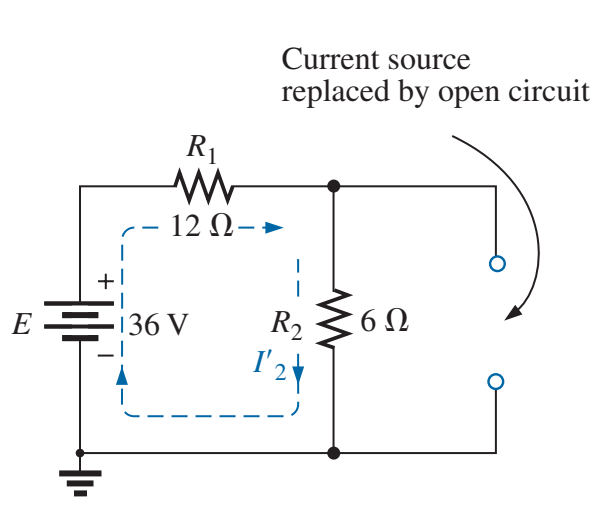 Current source
replaced by open circuit
R1
12 Ω
+
E
36 V
R2
6 Ω
–
I′2